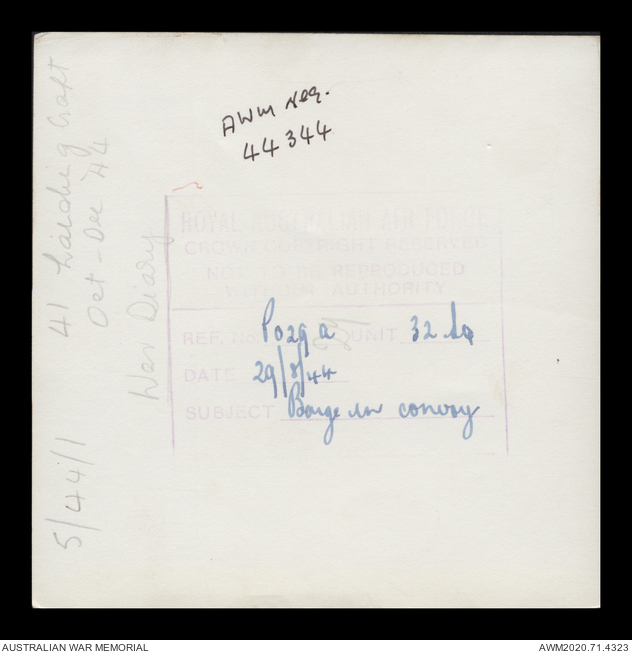 AWM Neg.
44344
ROYAL AUSTRALIAN AIR FORCE
CROWN COPYRIGHT RESERVED
NOT TO BE REPRODUCED
WITHOUT AUTHORITY
REF. No. P029a UNIT 32 Sq
DATE 29/8/44
SUBJECT Barge in convoy
5/44/1 41 Landing Craft
Oct - Dec 44
War Diary
AUSTRALIAN WAR MEMORIAL
AWM2020.71.4323